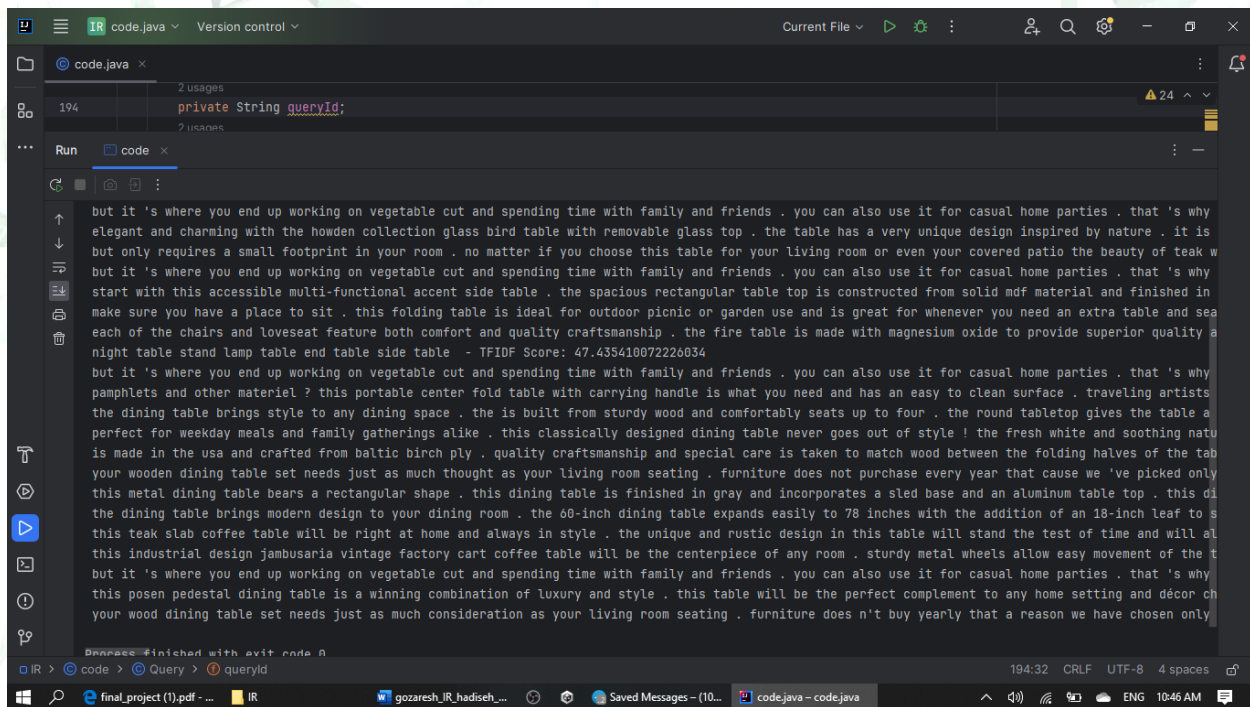 IR code.java Version control Current File
code.java
2 usages
194 private String queryId; 24
2 usages
Run code
but it 's where you end up working on vegetable cut and spending time with family and friends . you can also use it for casual home parties . that 's why
elegant and charming with the howden collection glass bird table with removable glass top . the table has a very unique design inspired by nature . it is
but only requires a small footprint in your room . no matter if you choose this table for your living room or even your covered patio the beauty of teak w
but it 's where you end up working on vegetable cut and spending time with family and friends . you can also use it for casual home parties . that 's why
start with this accessible multi-functional accent side table . the spacious rectangular table top is constructed from solid mdf material and finished in
make sure you have a place to sit . this folding table is ideal for outdoor picnic or garden use and is great for whenever you need an extra table and sea
each of the chairs and loveseat feature both comfort and quality craftsmanship . the fire table is made with magnesium oxide to provide superior quality a
night table stand lamp table end table side table - TFIDF Score: 47.435410072226034
but it 's where you end up working on vegetable cut and spending time with family and friends . you can also use it for casual home parties . that 's why
pamphlets and other materiel ? this portable center fold table with carrying handle is what you need and has an easy to clean surface . traveling artists
the dining table brings style to any dining space . the is built from sturdy wood and comfortably seats up to four . the round tabletop gives the table a
perfect for weekday meals and family gatherings alike . this classically designed dining table never goes out of style ! the fresh white and soothing natu
is made in the usa and crafted from baltic birch ply . quality craftsmanship and special care is taken to match wood between the folding halves of the tab
your wooden dining table set needs just as much thought as your living room seating . furniture does not purchase every year that cause we 've picked only
this metal dining table bears a rectangular shape . this dining table is finished in gray and incorporates a sled base and an aluminum table top . this di
the dining table brings modern design to your dining room . the 60-inch dining table expands easily to 78 inches with the addition of an 18-inch leaf to s
this teak slab coffee table will be right at home and always in style . the unique and rustic design in this table will stand the test of time and will al
this industrial design jambusaria vintage factory cart coffee table will be the centerpiece of any room . sturdy metal wheels allow easy movement of the t
but it 's where you end up working on vegetable cut and spending time with family and friends . you can also use it for casual home parties . that 's why
this posen pedestal dining table is a winning combination of luxury and style . this table will be the perfect complement to any home setting and décor ch
your wood dining table set needs just as much consideration as your living room seating . furniture does n't buy yearly that a reason we have chosen only
Process finished with exit code 0
IR > code > Query > queryId 194:32 CRLF UTF-8 4 spaces
final_project (1).pdf - ... IR gozaresh_IR_hadiseh_... Saved Messages – (10... code.java – code.java ENG 10:46 AM